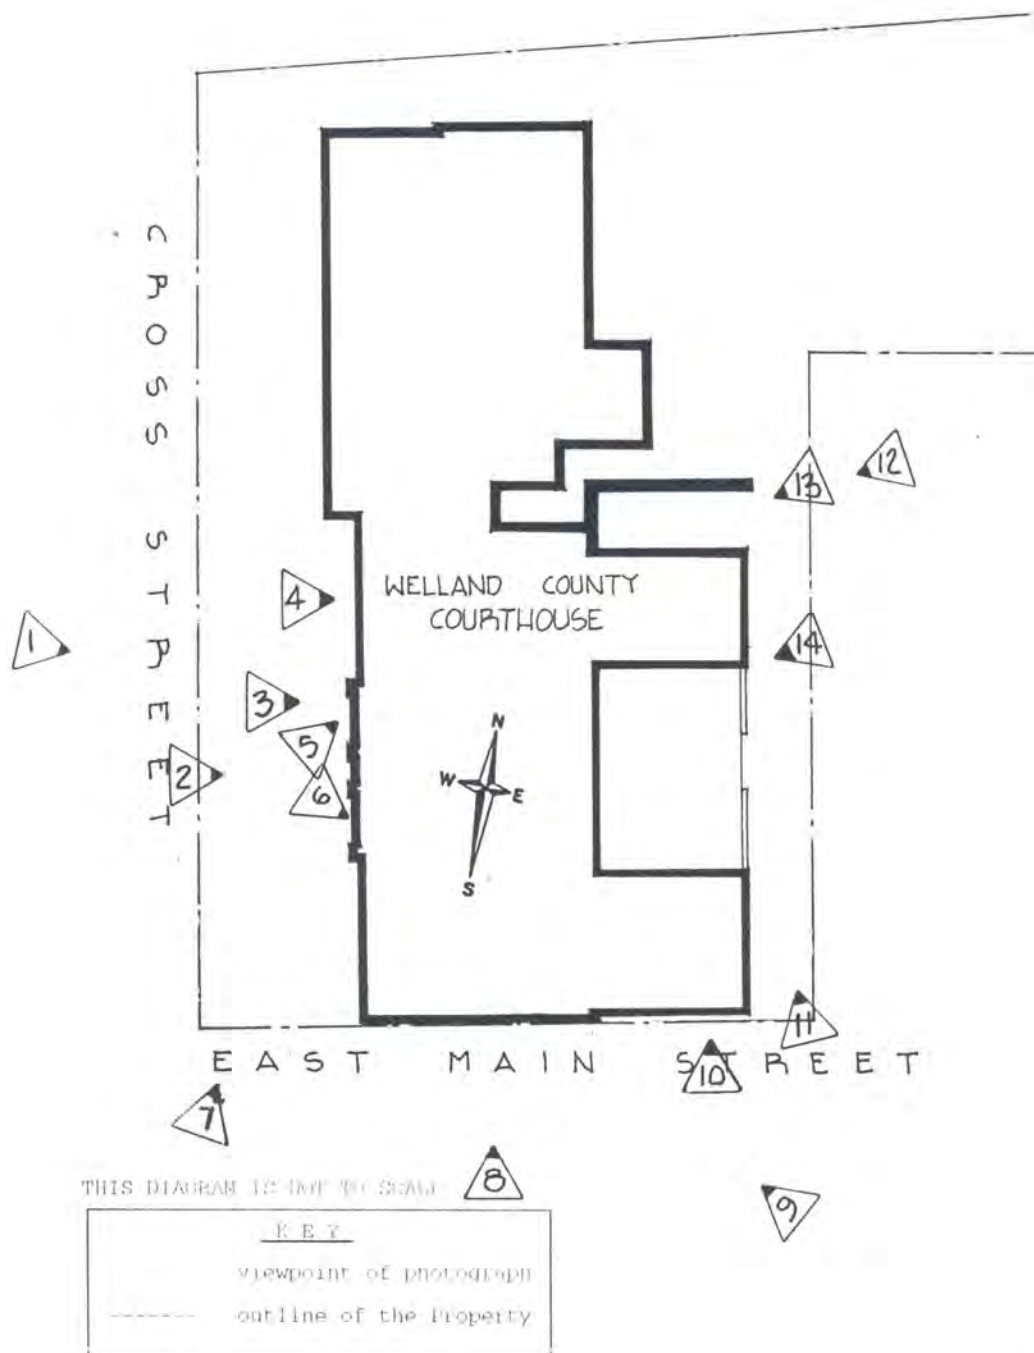 CROSS STREET
WELLAND COUNTY
COURTHOUSE
1
2
3
4
5
6
N
W
E
S
12
13
14
11
EAST MAIN STREET
10
7
8
9
THIS DIAGRAM IS NOT TO SCALE
KEY
viewpoint of photograph
outline of the Property